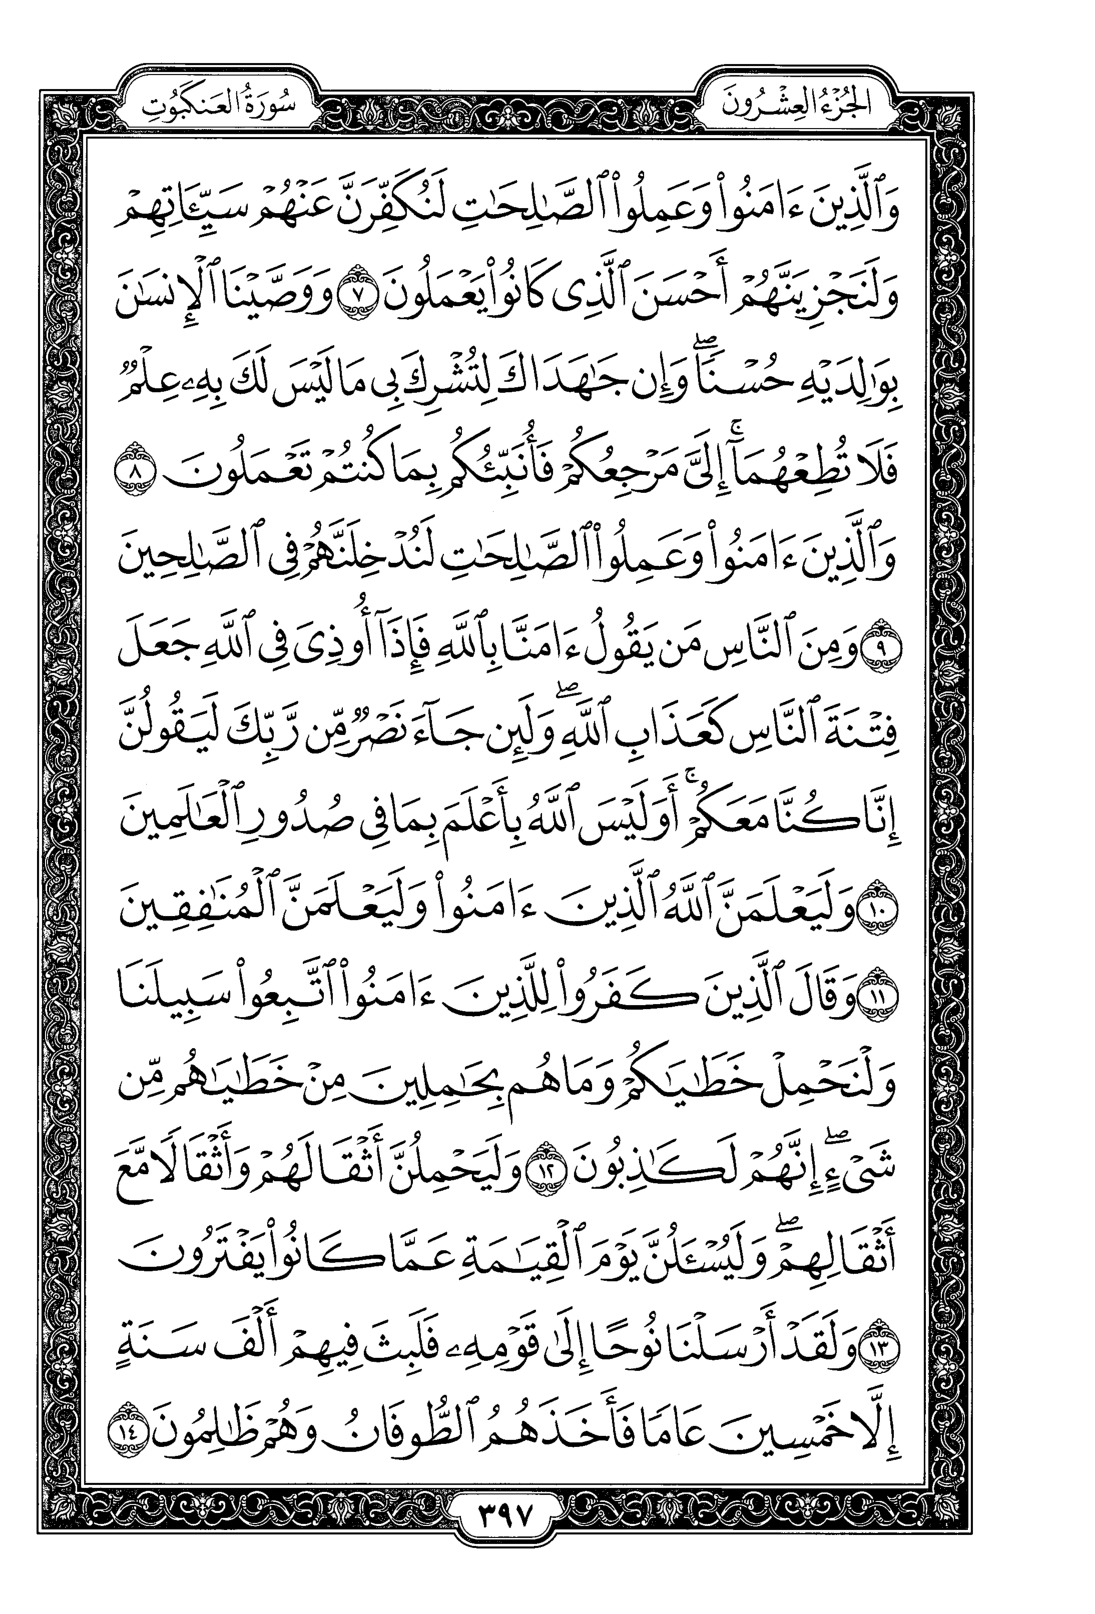 الجُزْءُ العِشْرُونَ
سُورَةُ العَنكَبُوتِ
وَٱلَّذِينَ ءَامَنُوا۟ وَعَمِلُوا۟ ٱلصَّـٰلِحَـٰتِ لَنُكَفِّرَنَّ عَنْهُمْ سَيِّـَٔاتِهِمْ
وَلَنَجْزِيَنَّهُمْ أَحْسَنَ ٱلَّذِى كَانُوا۟ يَعْمَلُونَ ٧ وَوَصَّيْنَا ٱلْإِنسَـٰنَ
بِوَٰلِدَيْهِ حُسْنًا ۖ وَإِن جَـٰهَدَاكَ لِتُشْرِكَ بِى مَا لَيْسَ لَكَ بِهِۦ عِلْمٌ
فَلَا تُطِعْهُمَآ ۚ إِلَىَّ مَرْجِعُكُمْ فَأُنَبِّئُكُم بِمَا كُنتُمْ تَعْمَلُونَ ٨
وَٱلَّذِينَ ءَامَنُوا۟ وَعَمِلُوا۟ ٱلصَّـٰلِحَـٰتِ لَنُدْخِلَنَّهُمْ فِى ٱلصَّـٰلِحِينَ
٩ وَمِنَ ٱلنَّاسِ مَن يَقُولُ ءَامَنَّا بِٱللَّهِ فَإِذَآ أُوذِىَ فِى ٱللَّهِ جَعَلَ
فِتْنَةَ ٱلنَّاسِ كَعَذَابِ ٱللَّهِ ۖ وَلَئِن جَآءَ نَصْرٌ مِّن رَّبِّكَ لَيَقُولُنَّ
إِنَّا كُنَّا مَعَكُمْ ۚ أَوَلَيْسَ ٱللَّهُ بِأَعْلَمَ بِمَا فِى صُدُورِ ٱلْعَـٰلَمِينَ
١٠ وَلَيَعْلَمَنَّ ٱللَّهُ ٱلَّذِينَ ءَامَنُوا۟ وَلَيَعْلَمَنَّ ٱلْمُنَـٰفِقِينَ
١١ وَقَالَ ٱلَّذِينَ كَفَرُوا۟ لِلَّذِينَ ءَامَنُوا۟ ٱتَّبِعُوا۟ سَبِيلَنَا
وَلْنَحْمِلْ خَطَـٰيَـٰكُمْ وَمَا هُم بِحَـٰمِلِينَ مِنْ خَطَـٰيَـٰهُم مِّن
شَىْءٍ ۖ إِنَّهُمْ لَكَـٰذِبُونَ ١٢ وَلَيَحْمِلُنَّ أَثْقَالَهُمْ وَأَثْقَالًا مَّعَ
أَثْقَالِهِمْ ۖ وَلَيُسْـَٔلُنَّ يَوْمَ ٱلْقِيَـٰمَةِ عَمَّا كَانُوا۟ يَفْتَرُونَ
١٣ وَلَقَدْ أَرْسَلْنَا نُوحًا إِلَىٰ قَوْمِهِۦ فَلَبِثَ فِيهِمْ أَلْفَ سَنَةٍ
إِلَّا خَمْسِينَ عَامًا فَأَخَذَهُمُ ٱلطُّوفَانُ وَهُمْ ظَـٰلِمُونَ ١٤
٣٩٧